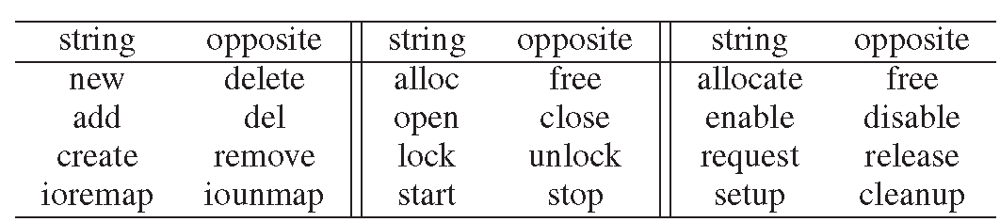 string opposite string opposite string opposite
new delete alloc free allocate free
add del open close enable disable
create remove lock unlock request release
ioremap iounmap start stop setup cleanup